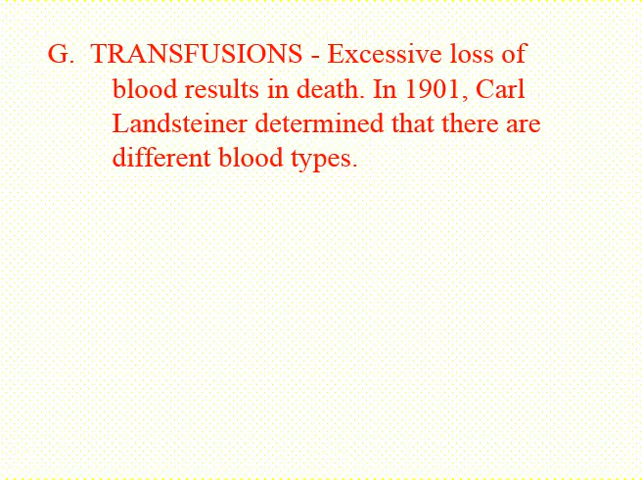 G. TRANSFUSIONS - Excessive loss of
blood results in death. In 1901, Carl
Landsteiner determined that there are
different blood types.